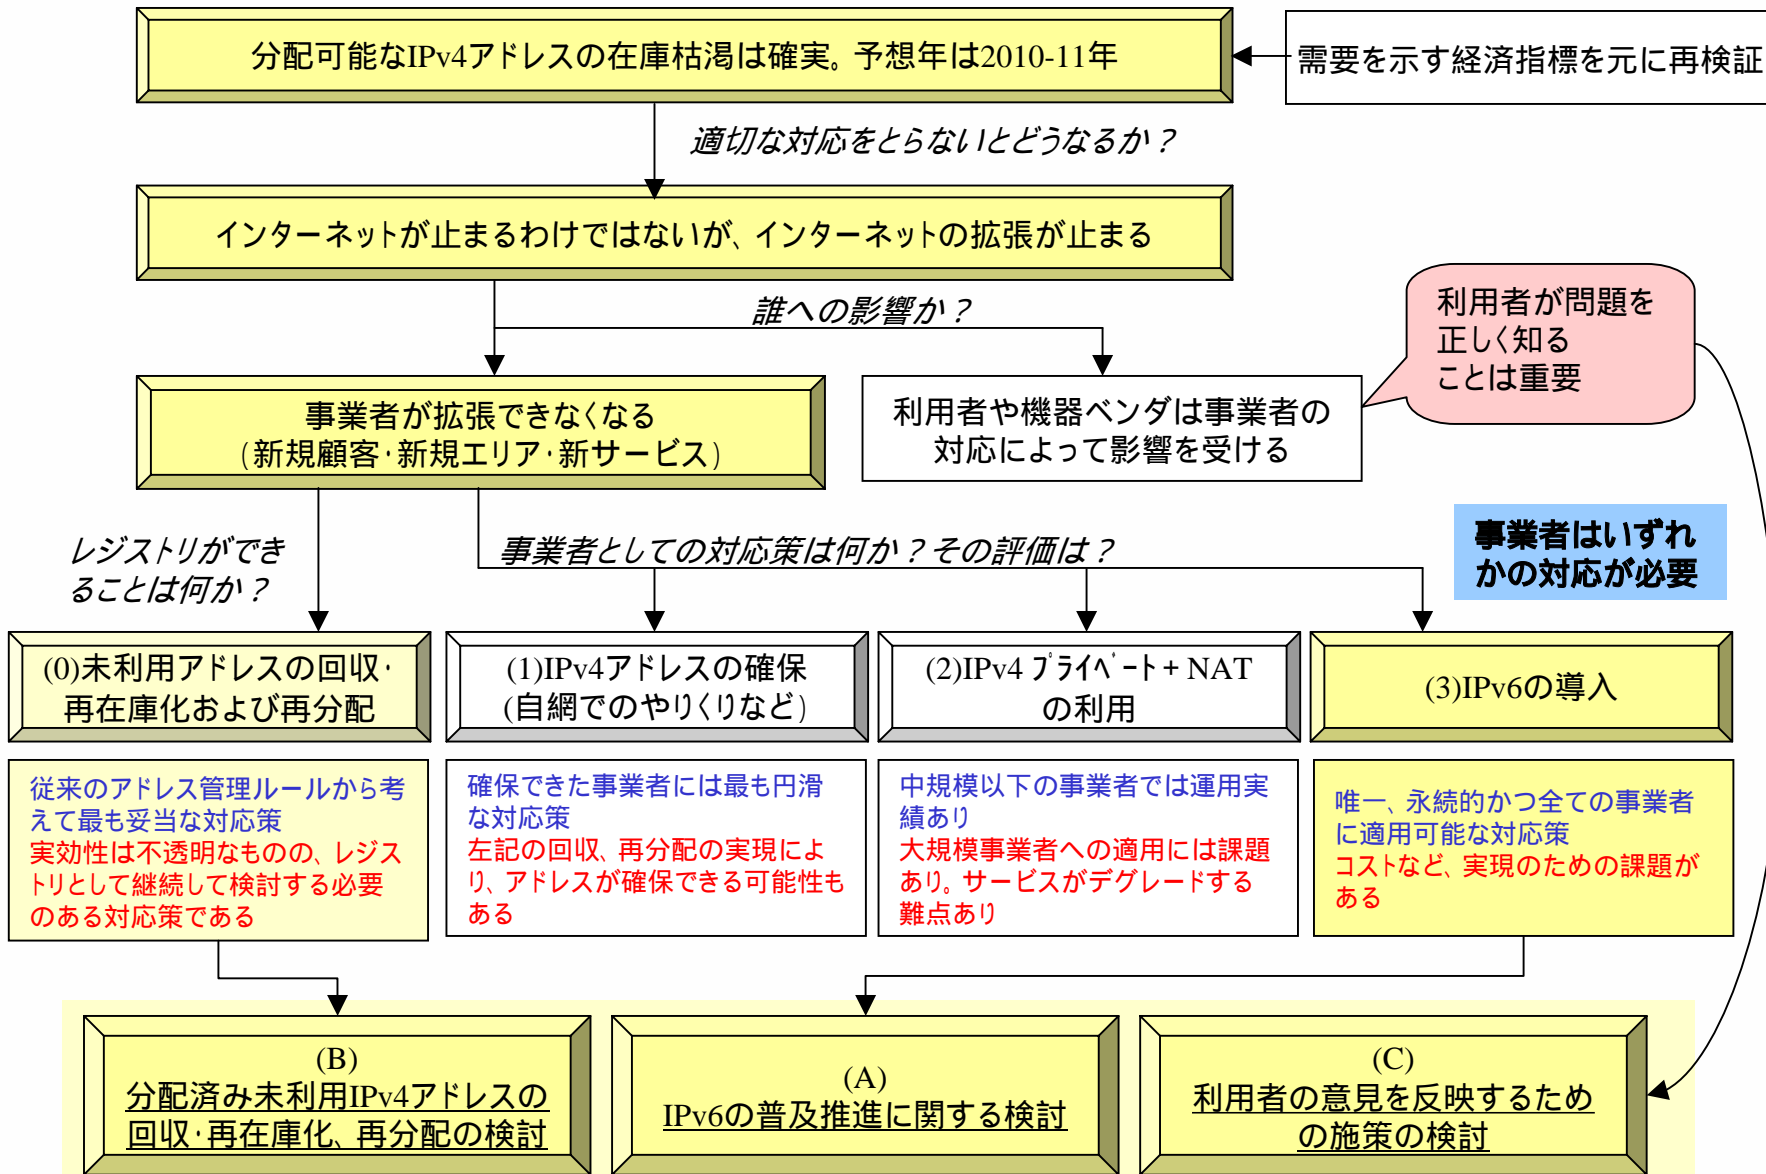 分配可能なIPv4アドレスの在庫枯渇は確実。予想年は2010-11年
需要を示す経済指標を元に再検証
適切な対応をとらないとどうなるか？
インターネットが止まるわけではないが、インターネットの拡張が止まる
誰への影響か？
利用者が問題を
正しく知る
ことは重要
事業者が拡張できなくなる
(新規顧客・新規エリア・新サービス)
利用者や機器ベンダは事業者の
対応によって影響を受ける
レジストリができ
ることは何か？
事業者としての対応策は何か？その評価は？
事業者はいずれ
かの対応が必要
(0)未利用アドレスの回収・
再在庫化および再分配
(1)IPv4アドレスの確保
(自網でのやりくりなど)
(2)IPv4 プライベート + NAT
の利用
(3)IPv6の導入
従来のアドレス管理ルールから考
えて最も妥当な対応策
実効性は不透明なものの、レジス
トリとして継続して検討する必要
のある対応策である
確保できた事業者には最も円滑
な対応策
左記の回収、再分配の実現によ
り、アドレスが確保できる可能性も
ある
中規模以下の事業者では運用実
績あり
大規模事業者への適用には課題
あり。サービスがデグレードする
難点あり
唯一、永続的かつ全ての事業者
に適用可能な対応策
コストなど、実現のための課題が
ある
(B)
分配済み未利用IPv4アドレスの
回収・再在庫化、再分配の検討
(A)
IPv6の普及推進に関する検討
(C)
利用者の意見を反映するため
の施策の検討